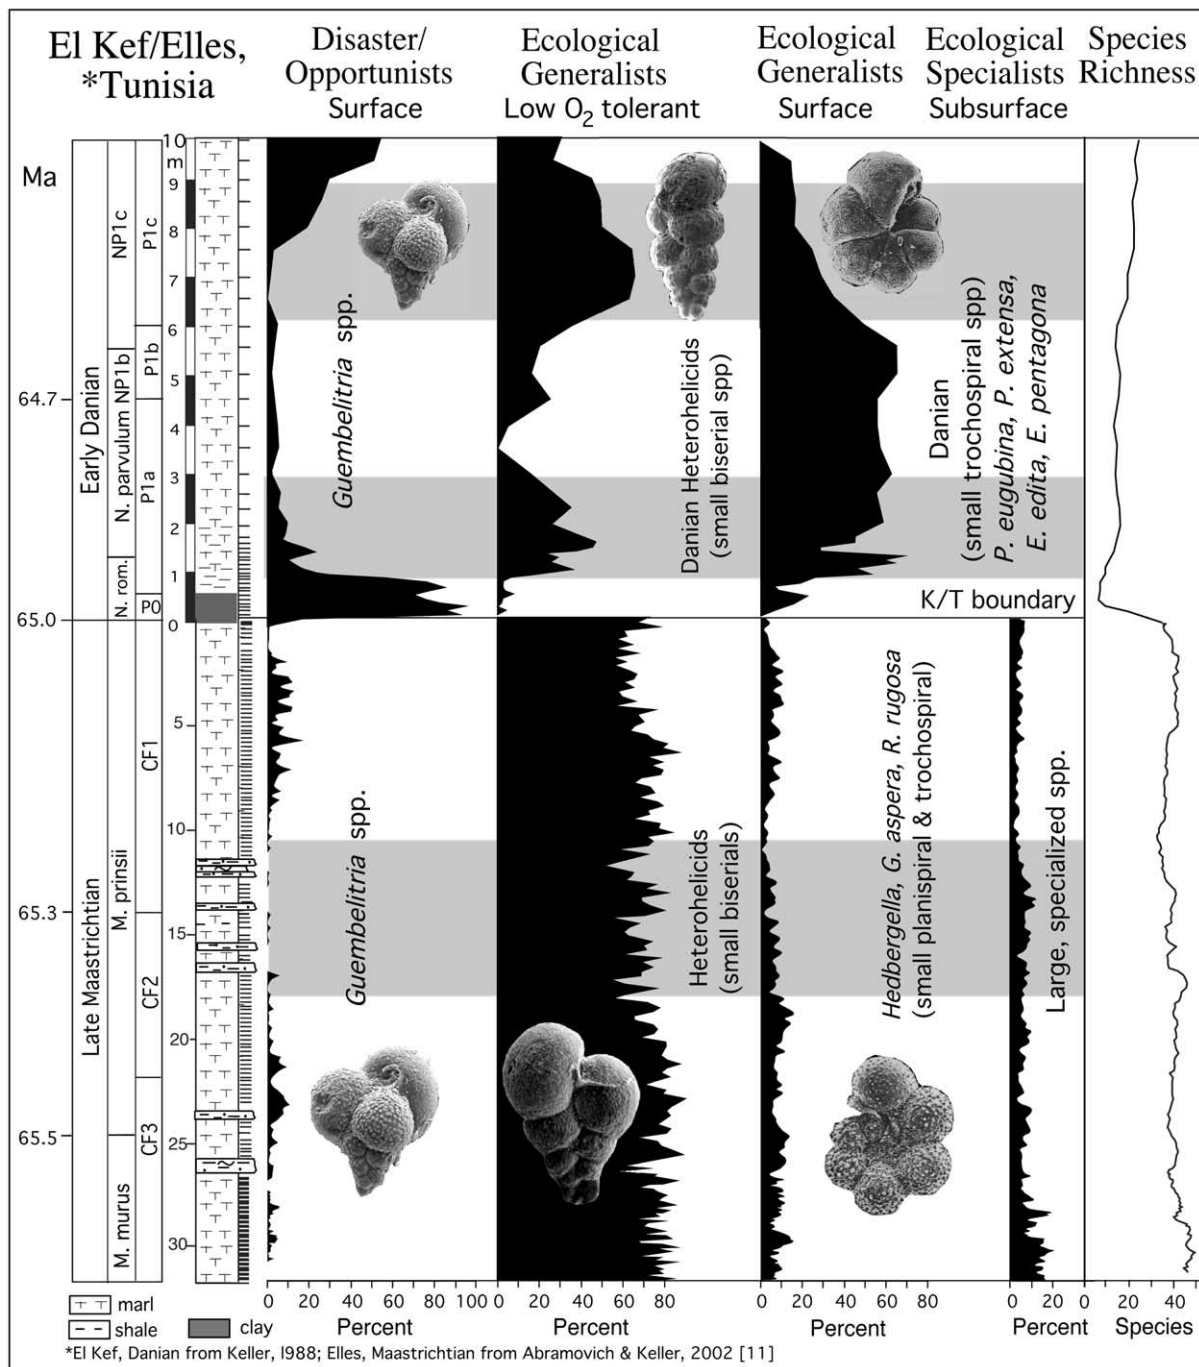 El Kef/Elles,
*Tunisia
Disaster/
Opportunists
Surface
Ecological
Generalists
Low O₂ tolerant
Ecological
Generalists
Surface
Ecological
Specialists
Subsurface
Species
Richness
Ma
64.7
65.0
65.3
65.5
Early Danian
Late Maastrichtian
NP1c
NP1b
N. parvulum
N. rom.
M. prinsii
M. murus
P1c
P1b
P1a
P0
CF1
CF2
CF3
10
m
9
8
7
6
5
4
3
2
1
0
5
10
15
20
25
30
Guembelitria spp.
Danian Heterohelicids
(small biserial spp)
Danian
(small trochospiral spp)
P. eugubina, P. extensa,
E. edita, E. pentagona
K/T boundary
Guembelitria spp.
Heterohelicids
(small biserials)
Hedbergella, G. aspera, R. rugosa
(small planispiral & trochospiral)
Large, specialized spp.
0 20 40 60 80 100
0 20 40 60 80
0 20 40 60 80
0 20
0 20 40
Percent
Percent
Percent
Percent
Species
marl
shale
clay
*El Kef, Danian from Keller, l988; Elles, Maastrichtian from Abramovich & Keller, 2002 [11]